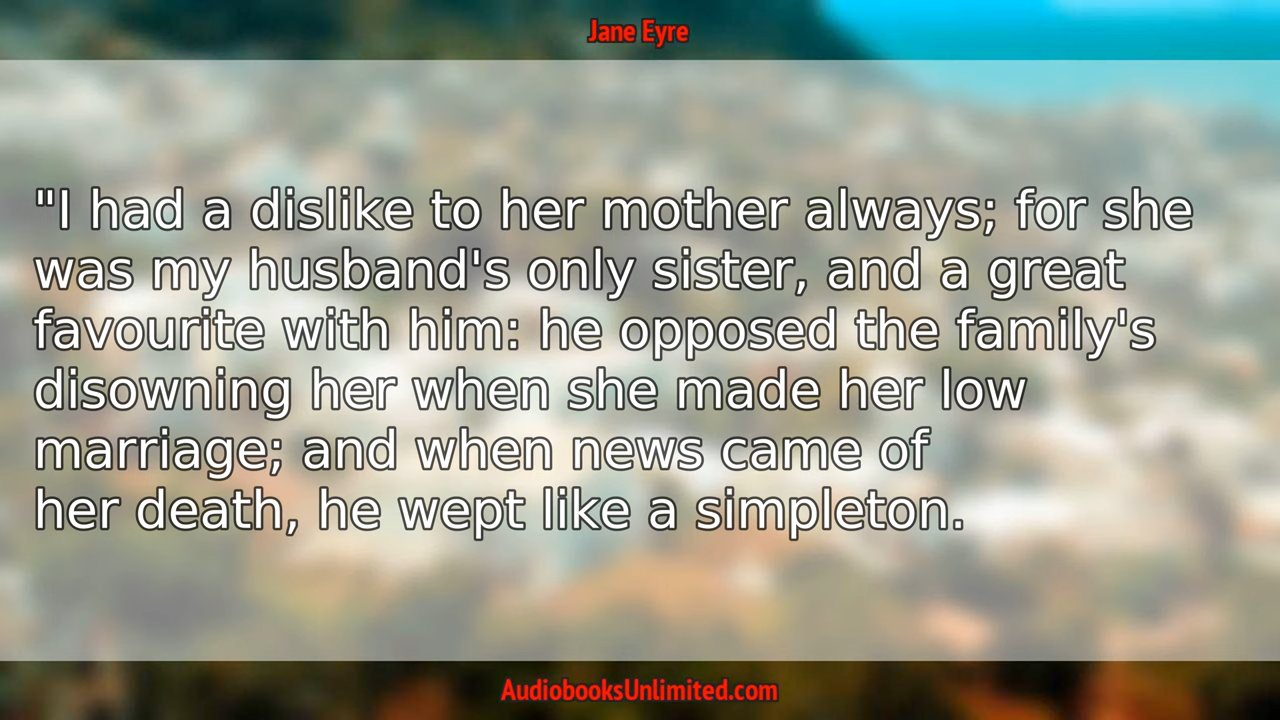 Jane Eyre
"I had a dislike to her mother always; for she
was my husband's only sister, and a great
favourite with him: he opposed the family's
disowning her when she made her low
marriage; and when news came of
her death, he wept like a simpleton.
AudiobooksUnlimited.com